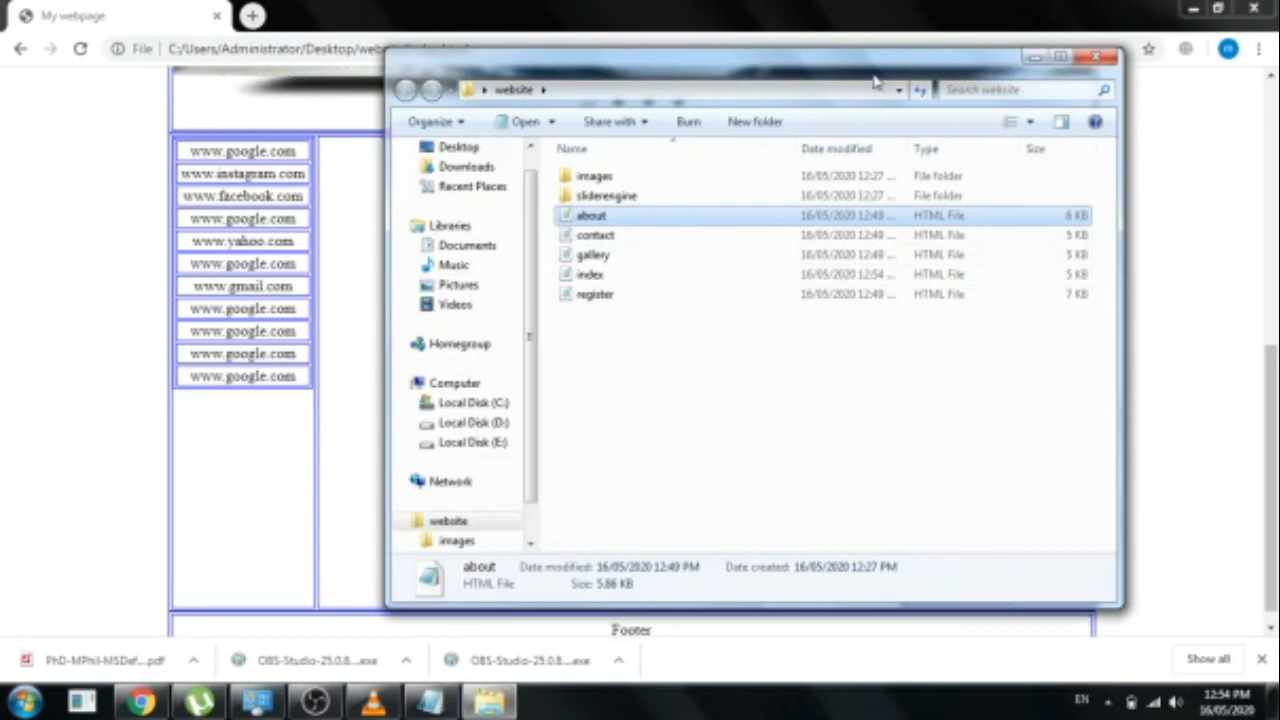 My webpage
File C:/Users/Administrator/Desktop/web
website
Search website
Organize Open Share with Burn New folder
Name Date modified Type Size
images 16/05/2020 12:27 ... File folder
sliderengine 16/05/2020 12:27 ... File folder
about 16/05/2020 12:49 ... HTML File 6 KB
contact 16/05/2020 12:49 ... HTML File 5 KB
gallery 16/05/2020 12:49 ... HTML File 5 KB
index 16/05/2020 12:54 ... HTML File 5 KB
register 16/05/2020 12:49 ... HTML File 7 KB
Desktop
Downloads
Recent Places
Libraries
Documents
Music
Pictures
Videos
Homegroup
Computer
Local Disk (C:)
Local Disk (D:)
Local Disk (E:)
Network
website
images
about Date modified: 16/05/2020 12:49 PM Date created: 16/05/2020 12:27 PM
HTML File Size: 5.86 KB
www.google.com
www.instagram.com
www.facebook.com
www.google.com
www.yahoo.com
www.google.com
www.gmail.com
www.google.com
www.google.com
www.google.com
www.google.com
Footer
PhD-MPhil-MSDef....pdf OBS-Studio-25.0.8....exe OBS-Studio-25.0.8....exe Show all
EN 12:54 PM
16/05/2020